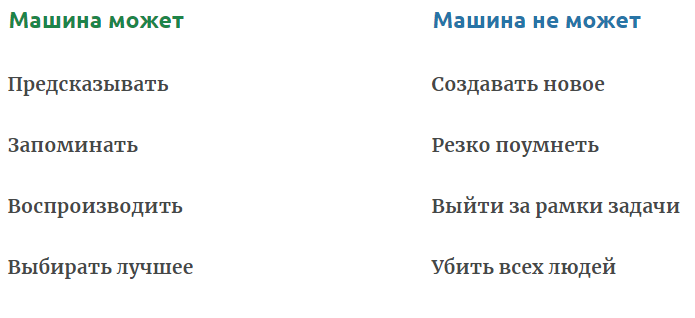 Машина может
Машина не может
Предсказывать
Создавать новое
Запоминать
Резко поумнеть
Воспроизводить
Выйти за рамки задачи
Выбирать лучшее
Убить всех людей